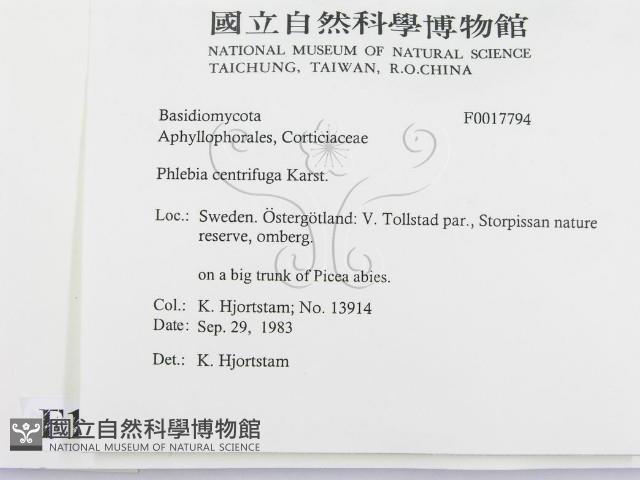 國立自然科學博物館
NATIONAL MUSEUM OF NATURAL SCIENCE
TAICHUNG, TAIWAN, R.O.CHINA
Basidiomycota F0017794
Aphyllophorales, Corticiaceae
Phlebia centrifuga Karst.
Loc.: Sweden. Östergötland: V. Tollstad par., Storpissan nature
reserve, omberg.
on a big trunk of Picea abies.
Col.: K. Hjortstam; No. 13914
Date: Sep. 29, 1983
Det.: K. Hjortstam
國立自然科學博物館
NATIONAL MUSEUM OF NATURAL SCIENCE